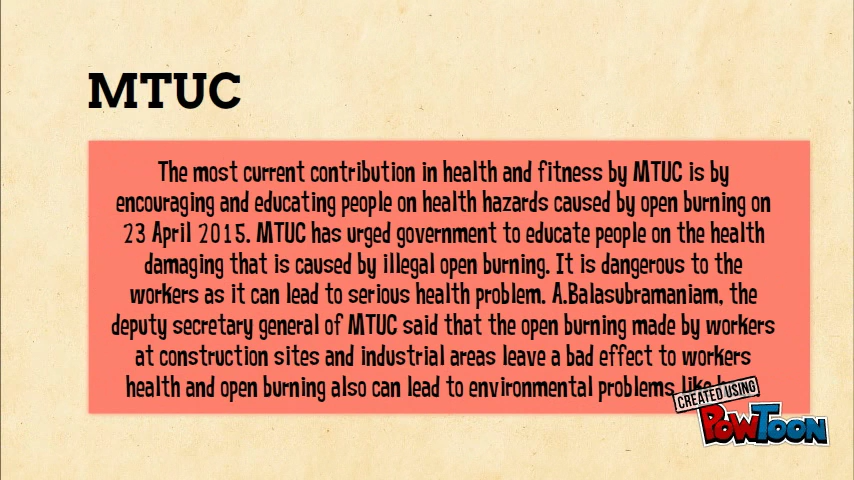 MTUC
The most current contribution in health and fitness by MTUC is by
encouraging and educating people on health hazards caused by open burning on
23 April 2015. MTUC has urged government to educate people on the health
damaging that is caused by illegal open burning. It is dangerous to the
workers as it can lead to serious health problem. A.Balasubramaniam, the
deputy secretary general of MTUC said that the open burning made by workers
at construction sites and industrial areas leave a bad effect to workers
health and open burning also can lead to environmental problems like
CREATED USING
POWTOON